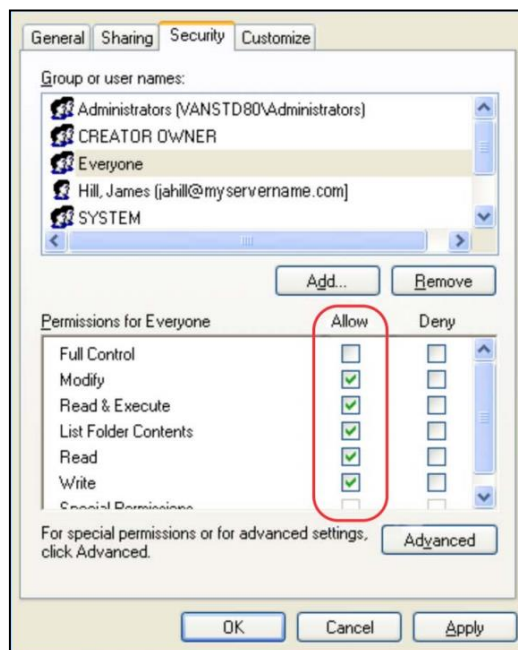 General Sharing Security Customize
Group or user names:
Administrators (VANSTD80\Administrators)
CREATOR OWNER
Everyone
Hill, James (jahill@myservername.com)
SYSTEM
Add... Remove
Permissions for Everyone Allow Deny
Full Control
Modify
Read & Execute
List Folder Contents
Read
Write
Special Permissions
For special permissions or for advanced settings, Advanced
click Advanced.
OK Cancel Apply